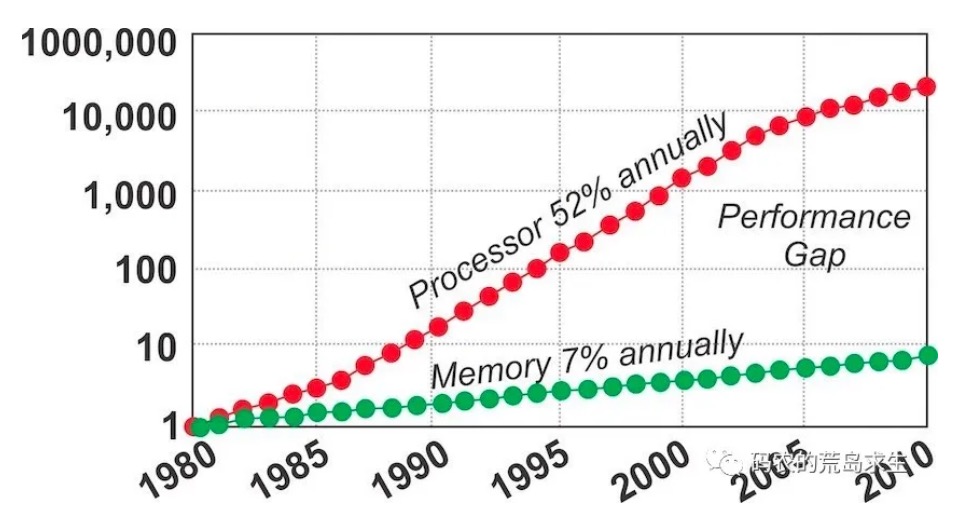 1000,000
10,000
1,000
100
10
1
Processor 52% annually
Performance
Gap
Memory 7% annually
1980
1985
1990
1995
2000
2005
2010
码农的荒岛求生